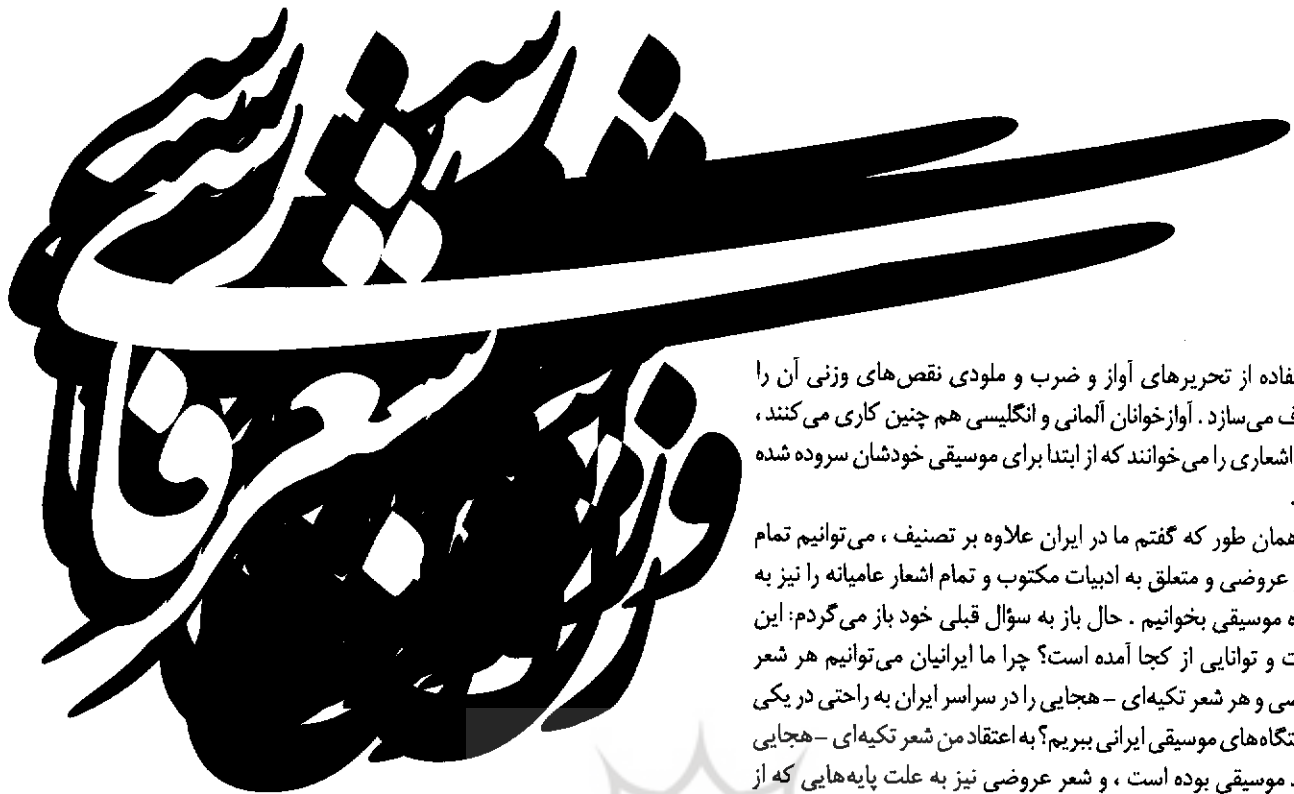 وزن شعر فارسی
فاده از تحریرهای آواز و ضرب و ملودی نقص‌های وزنی آن را
ف می‌سازد . آوازخوانان آلمانی و انگلیسی هم چنین کاری می‌کنند ،
اشعاری را می‌خوانند که از ابتدا برای موسیقی خودشان سروده شده
.
همان طور که گفتم ما در ایران علاوه بر تصنیف ، می‌توانیم تمام
عروضی و متعلق به ادبیات مکتوب و تمام اشعار عامیانه را نیز به
ه موسیقی بخوانیم . حال باز به سؤال قبلی خود باز می‌گردم: این
ت و توانایی از کجا آمده است؟ چرا ما ایرانیان می‌توانیم هر شعر
ضی و هر شعر تکیه‌ای – هجایی را در سراسر ایران به راحتی در یکی
ستگاه‌های موسیقی ایرانی ببریم؟ به اعتقاد من شعر تکیه‌ای – هجایی
د موسیقی بوده است ، و شعر عروضی نیز به علت پایه‌هایی که از